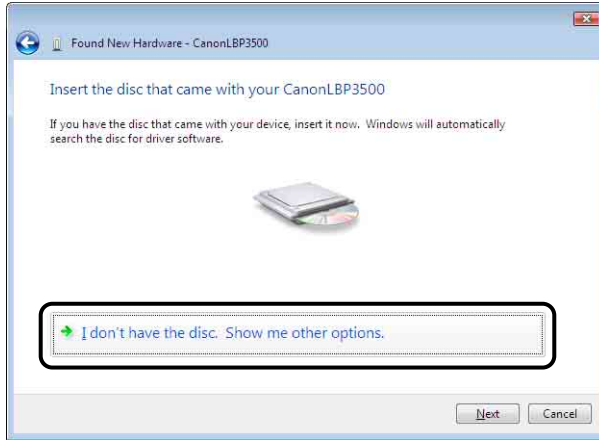 Found New Hardware - CanonLBP3500
Insert the disc that came with your CanonLBP3500
If you have the disc that came with your device, insert it now. Windows will automatically
search the disc for driver software.
I don't have the disc. Show me other options.
Next Cancel